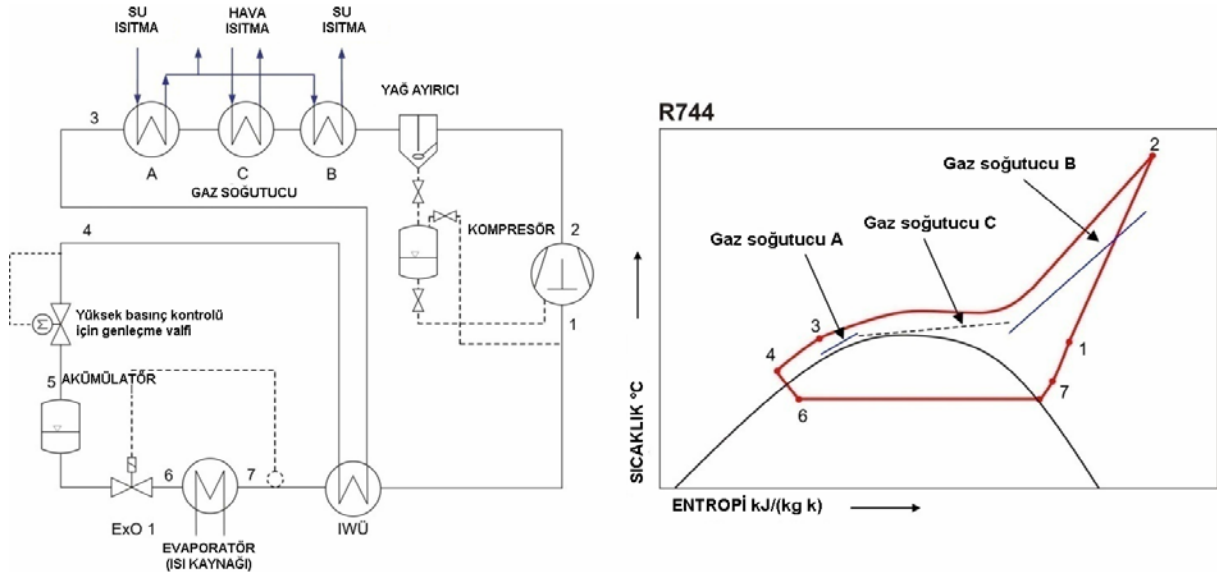 SU
ISITMA
HAVA
ISITMA
SU
ISITMA
YAĞ AYIRICI
3
A
C
B
GAZ SOĞUTUCU
4
KOMPRESÖR
2
1
Yüksek basınç kontrolü
için genleşme valfi
5 AKÜMÜLATÖR
6
7
ExO 1
IWÜ
EVAPORATÖR
(ISI KAYNAĞI)
R744
2
Gaz soğutucu B
Gaz soğutucu C
Gaz soğutucu A
3
4
1
7
6
SICAKLIK °C
ENTROPİ kJ/(kg k)